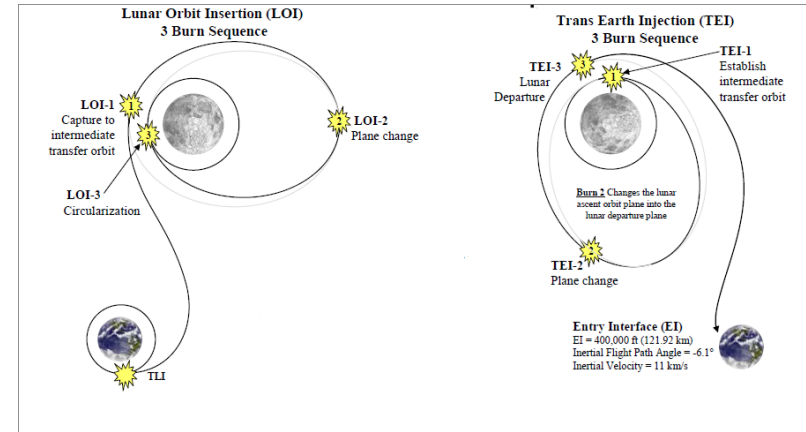 Lunar Orbit Insertion (LOI)
3 Burn Sequence
LOI-1
Capture to
intermediate
transfer orbit
1
3
2
LOI-2
Plane change
LOI-3
Circularization
TLI
Trans Earth Injection (TEI)
3 Burn Sequence
TEI-1
Establish
intermediate
transfer orbit
TEI-3
Lunar
Departure
3
1
Burn 2 Changes the lunar
ascent orbit plane into the
lunar departure plane
2
TEI-2
Plane change
Entry Interface (EI)
EI = 400,000 ft (121.92 km)
Inertial Flight Path Angle = -6.1°
Inertial Velocity = 11 km/s